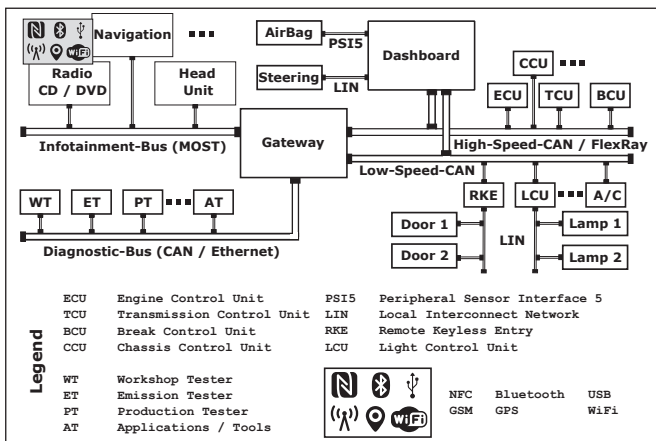 Navigation
WiFi
Radio
CD / DVD
Head
Unit
Infotainment-Bus (MOST)
AirBag
PSI5
Steering
LIN
Dashboard
CCU
ECU
TCU
BCU
Gateway
High-Speed-CAN / FlexRay
Low-Speed-CAN
WT
ET
PT
AT
Diagnostic-Bus (CAN / Ethernet)
RKE
LCU
A/C
Door 1
Door 2
LIN
Lamp 1
Lamp 2
Legend
ECU Engine Control Unit
TCU Transmission Control Unit
BCU Break Control Unit
CCU Chassis Control Unit
PSI5 Peripheral Sensor Interface 5
LIN Local Interconnect Network
RKE Remote Keyless Entry
LCU Light Control Unit
WT Workshop Tester
ET Emission Tester
PT Production Tester
AT Applications / Tools
WiFi
NFC Bluetooth USB
GSM GPS WiFi